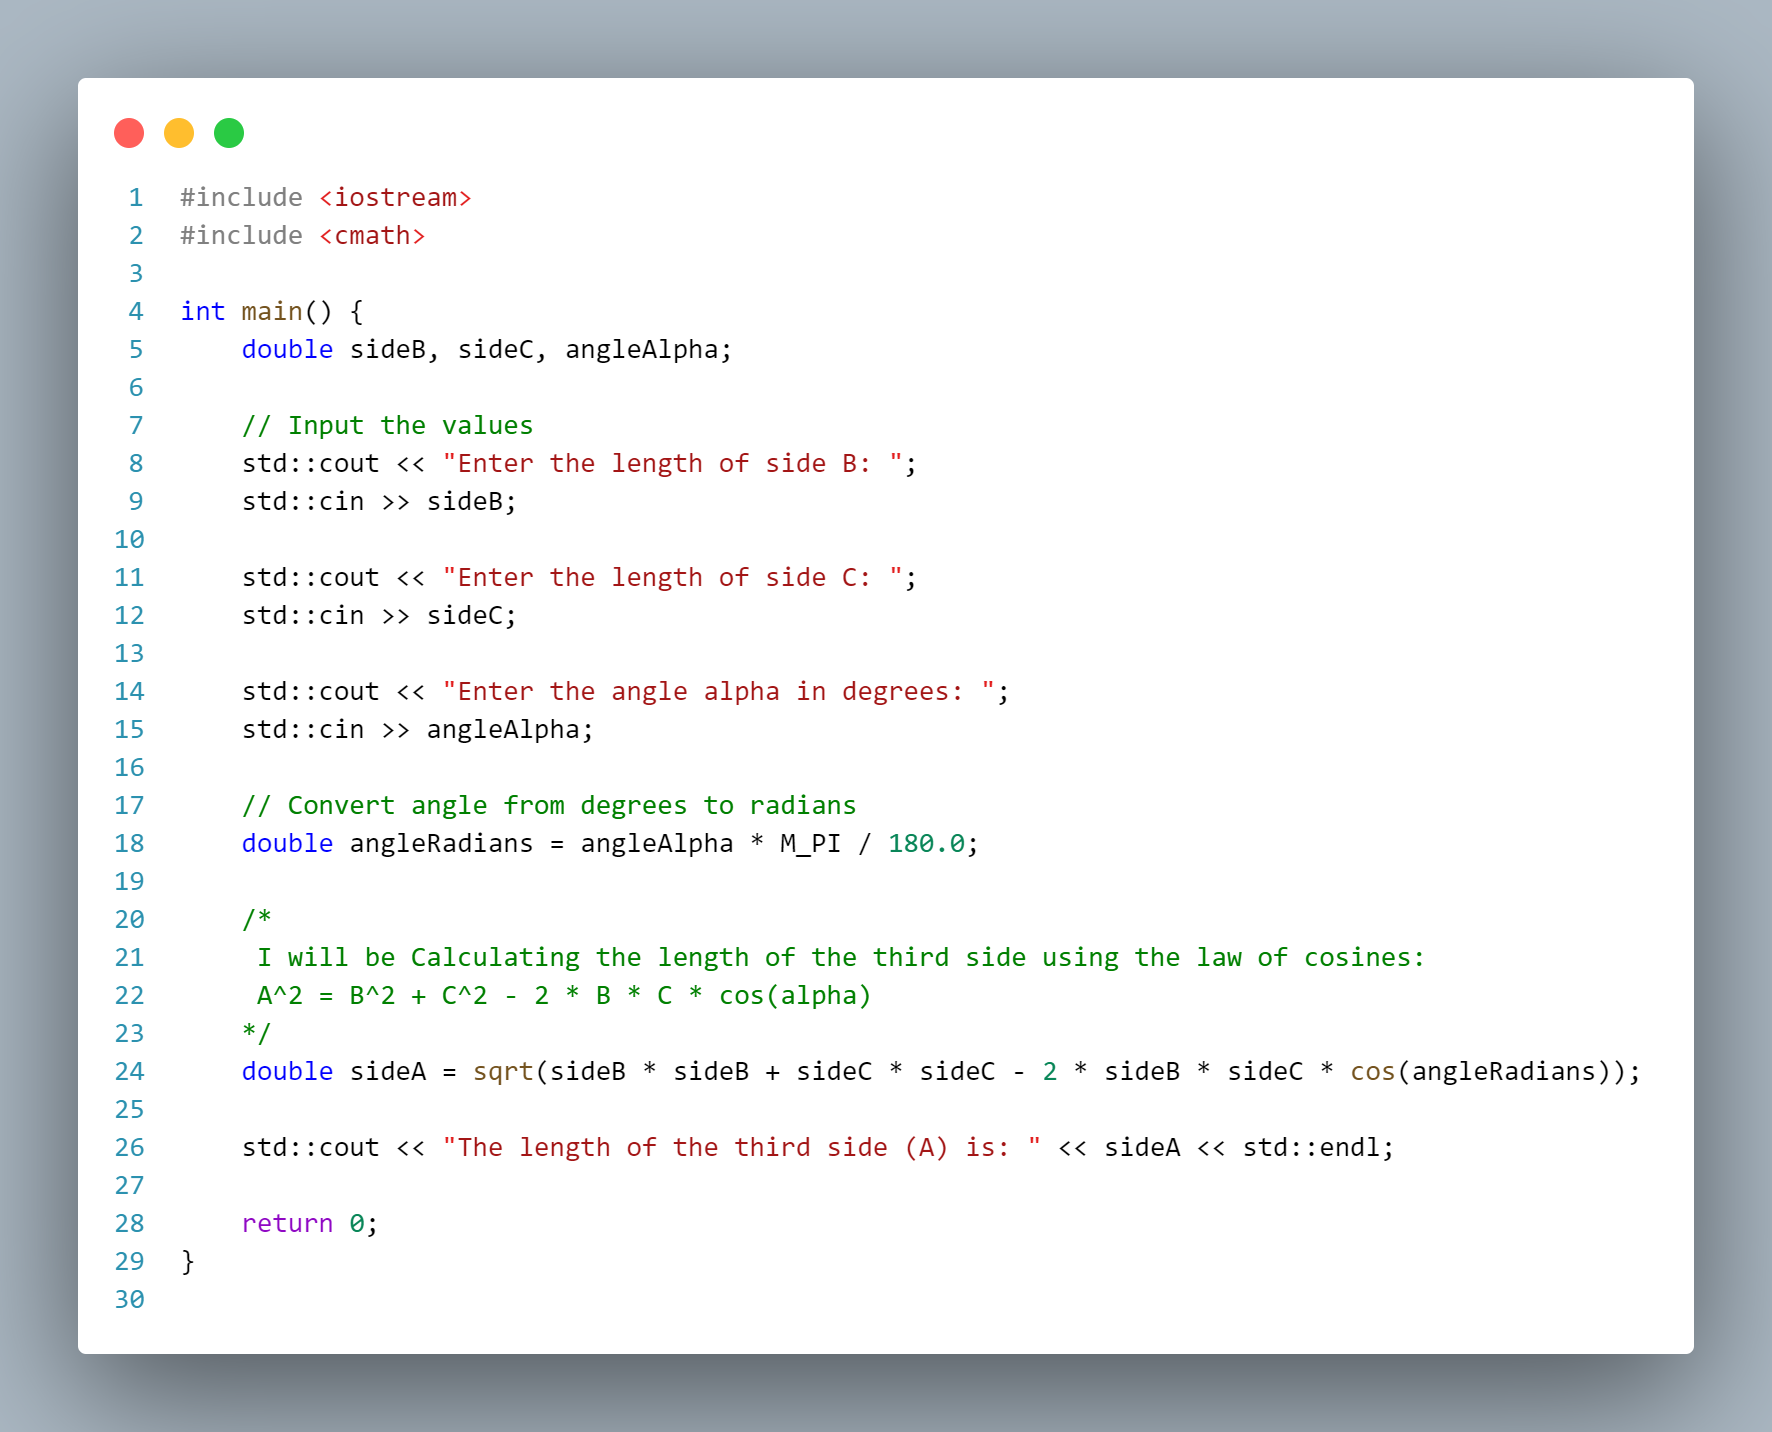 1 #include <iostream>
2 #include <cmath>
3
4 int main() {
5     double sideB, sideC, angleAlpha;
6
7     // Input the values
8     std::cout << "Enter the length of side B: ";
9     std::cin >> sideB;
10
11     std::cout << "Enter the length of side C: ";
12     std::cin >> sideC;
13
14     std::cout << "Enter the angle alpha in degrees: ";
15     std::cin >> angleAlpha;
16
17     // Convert angle from degrees to radians
18     double angleRadians = angleAlpha * M_PI / 180.0;
19
20     /*
21      I will be Calculating the length of the third side using the law of cosines:
22      A^2 = B^2 + C^2 - 2 * B * C * cos(alpha)
23     */
24     double sideA = sqrt(sideB * sideB + sideC * sideC - 2 * sideB * sideC * cos(angleRadians));
25
26     std::cout << "The length of the third side (A) is: " << sideA << std::endl;
27
28     return 0;
29 }
30